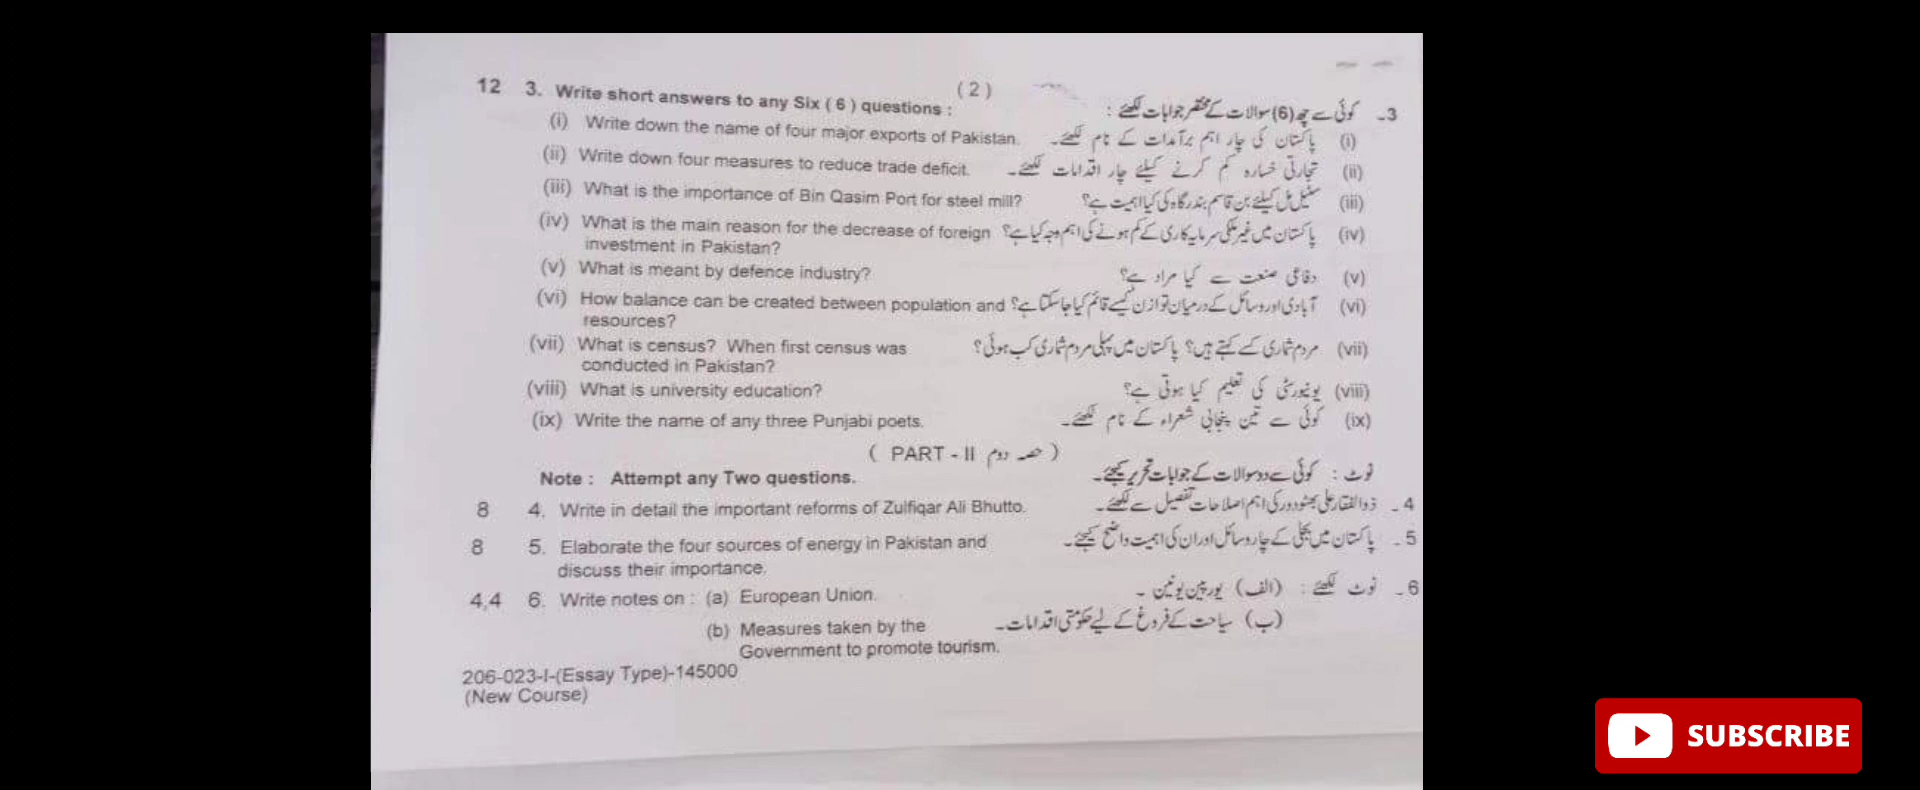 ( 2 )
12 3. Write short answers to any Six ( 6 ) questions :
3۔ کوئی سے چھ (6) سوالات کے مختصر جوابات لکھئے :
(i) Write down the name of four major exports of Pakistan.
(i) پاکستان کی چار اہم برآمدات کے نام لکھئے۔
(ii) Write down four measures to reduce trade deficit.
(ii) تجارتی خسارہ کم کرنے کیلئے چار اقدامات لکھئے۔
(iii) What is the importance of Bin Qasim Port for steel mill?
(iii) سٹیل مل کیلئے بن قاسم بندرگاہ کی کیا اہمیت ہے؟
(iv) What is the main reason for the decrease of foreign
investment in Pakistan?
(iv) پاکستان میں غیر ملکی سرمایہ کاری کے کم ہونے کی اہم وجہ کیا ہے؟
(v) What is meant by defence industry?
(v) دفاعی صنعت سے کیا مراد ہے؟
(vi) How balance can be created between population and
resources?
(vi) آبادی اور وسائل کے درمیان توازن کیسے قائم کیا جا سکتا ہے؟
(vii) What is census? When first census was
conducted in Pakistan?
(vii) مردم شماری کسے کہتے ہیں؟ پاکستان میں پہلی مردم شماری کب ہوئی؟
(viii) What is university education?
(viii) یونیورسٹی کی تعلیم کیا ہوتی ہے؟
(ix) Write the name of any three Punjabi poets.
(ix) کوئی سے تین پنجابی شعراء کے نام لکھئے۔
( PART - II حصہ دوم )
Note : Attempt any Two questions.
نوٹ : کوئی سے دو سوالات کے جوابات تحریر کیجئے۔
8 4. Write in detail the important reforms of Zulfiqar Ali Bhutto.
4۔ ذوالفقار علی بھٹو دور کی اہم اصلاحات تفصیل سے لکھئے۔
8 5. Elaborate the four sources of energy in Pakistan and
discuss their importance.
5۔ پاکستان میں بجلی کے چار وسائل اور ان کی اہمیت واضح کیجئے۔
4,4 6. Write notes on : (a) European Union.
6۔ نوٹ لکھئے : (الف) یورپین یونین ۔
(b) Measures taken by the
Government to promote tourism.
(ب) سیاحت کے فروغ کے لیے حکومتی اقدامات۔
206-023-I-(Essay Type)-145000
(New Course)
SUBSCRIBE